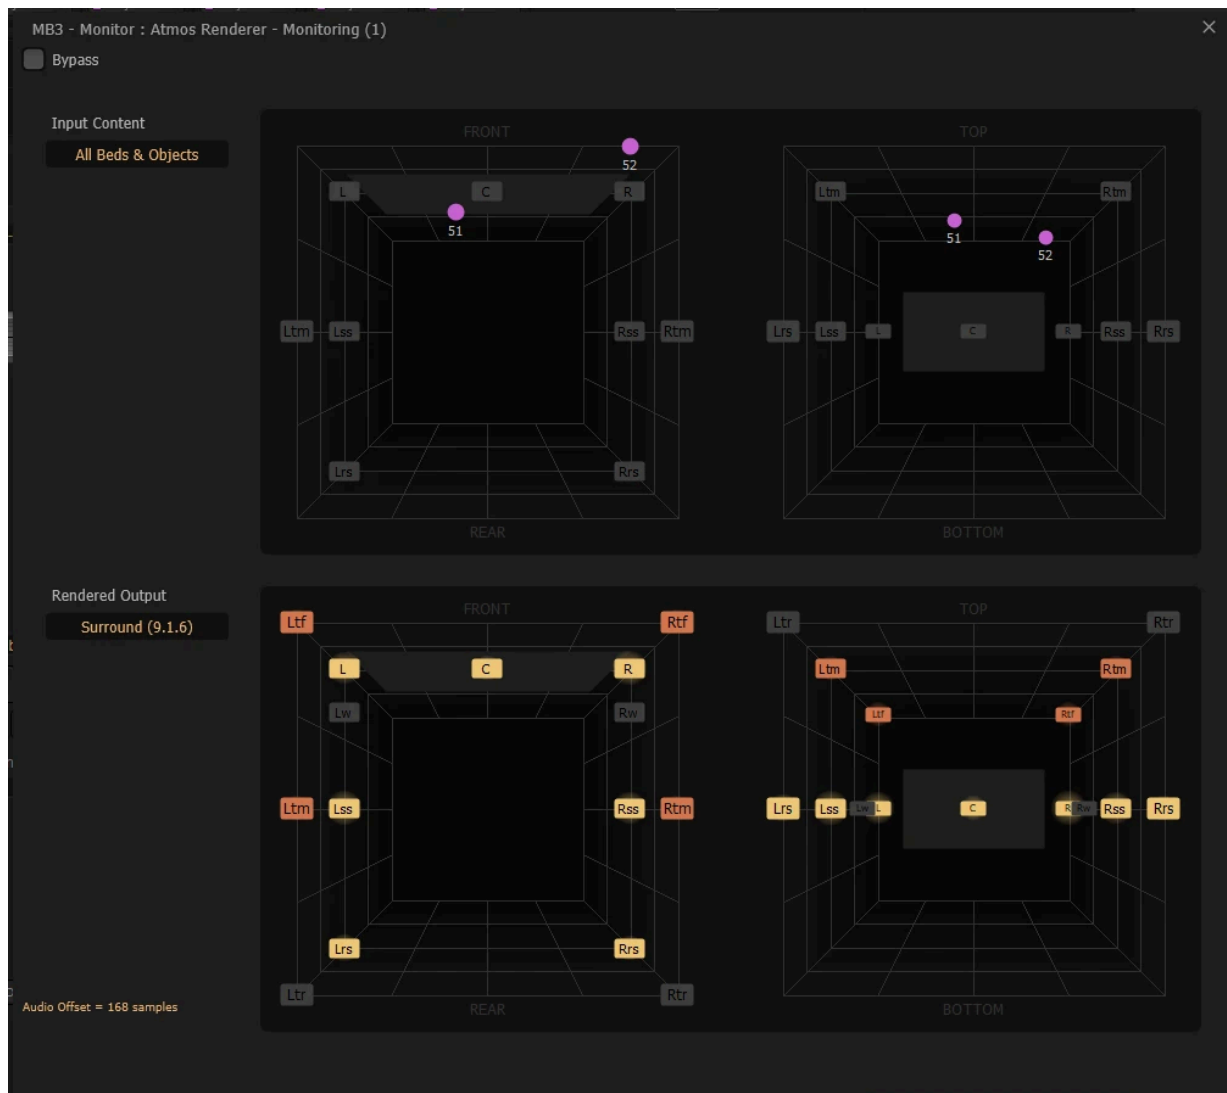 MB3 - Monitor : Atmos Renderer - Monitoring (1)
Bypass
Input Content
All Beds & Objects
FRONT
52
L C R
51
Ltm Lss Rss Rtm
Lrs Rrs
REAR
TOP
Ltm Rtm
51
52
Lrs Lss L C R Rss Rrs
BOTTOM
Rendered Output
Surround (9.1.6)
FRONT
Ltf Rtf
L C R
Lw Rw
Ltm Lss Rss Rtm
Lrs Rrs
Ltr Rtr
REAR
TOP
Ltr Rtr
Ltm Rtm
Ltf Rtf
Lrs Lss Lw L C R Rw Rss Rrs
BOTTOM
Audio Offset = 168 samples